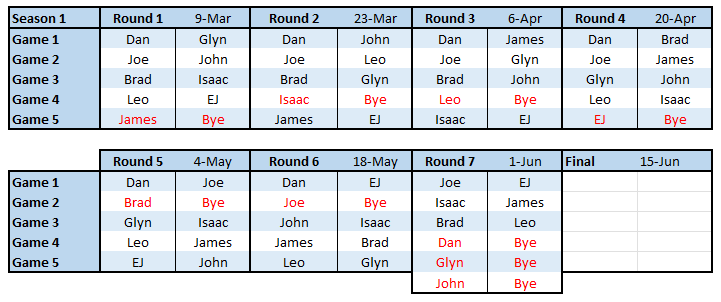 Season 1 Round 1 9-Mar Round 2 23-Mar Round 3 6-Apr Round 4 20-Apr
Game 1 Dan Glyn Dan John Dan James Dan Brad
Game 2 Joe John Joe Leo Joe Glyn Joe James
Game 3 Brad Isaac Brad Glyn Brad John Glyn John
Game 4 Leo EJ Isaac Bye Leo Bye Leo Isaac
Game 5 James Bye James EJ Isaac EJ EJ Bye
Round 5 4-May Round 6 18-May Round 7 1-Jun Final 15-Jun
Game 1 Dan Joe Dan EJ Joe EJ
Game 2 Brad Bye Joe Bye Isaac James
Game 3 Glyn Isaac John Isaac Brad Leo
Game 4 Leo James James Brad Dan Bye
Game 5 EJ John Leo Glyn Glyn Bye
John Bye